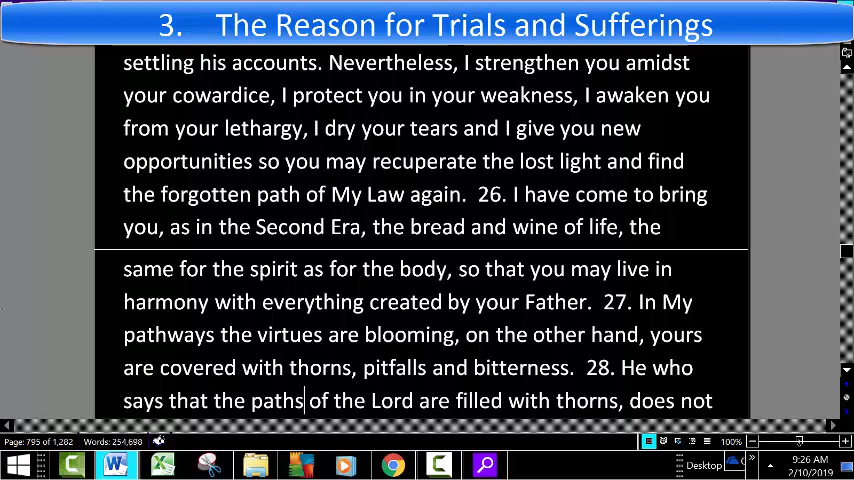 3. The Reason for Trials and Sufferings
settling his accounts. Nevertheless, I strengthen you amidst
your cowardice, I protect you in your weakness, I awaken you
from your lethargy, I dry your tears and I give you new
opportunities so you may recuperate the lost light and find
the forgotten path of My Law again. 26. I have come to bring
you, as in the Second Era, the bread and wine of life, the
same for the spirit as for the body, so that you may live in
harmony with everything created by your Father. 27. In My
pathways the virtues are blooming, on the other hand, yours
are covered with thorns, pitfalls and bitterness. 28. He who
says that the paths of the Lord are filled with thorns, does not
Page: 795 of 1,282 Words: 254,698 100%
Desktop 9:26 AM
2/10/2019